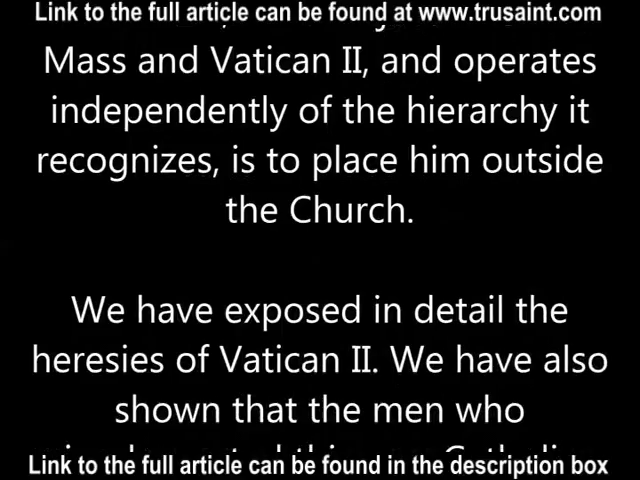 Link to the full article can be found at www.trusaint.com
Mass and Vatican II, and operates
independently of the hierarchy it
recognizes, is to place him outside
the Church.
We have exposed in detail the
heresies of Vatican II. We have also
shown that the men who
Link to the full article can be found in the description box